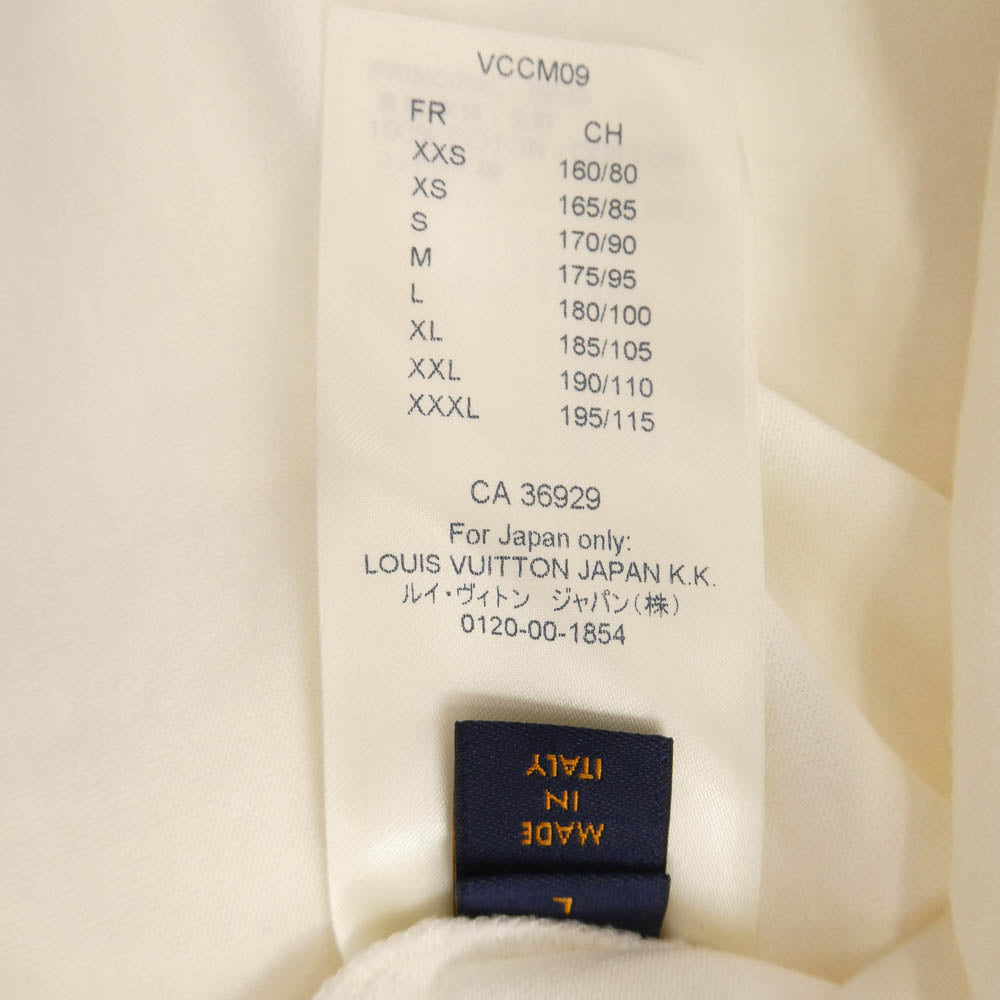 VCCM09
FR CH
XXS 160/80
XS 165/85
S 170/90
M 175/95
L 180/100
XL 185/105
XXL 190/110
XXXL 195/115
CA 36929
For Japan only:
LOUIS VUITTON JAPAN K.K.
ルイ・ヴィトン ジャパン(株)
0120-00-1854
MADE
IN
ITALY
L